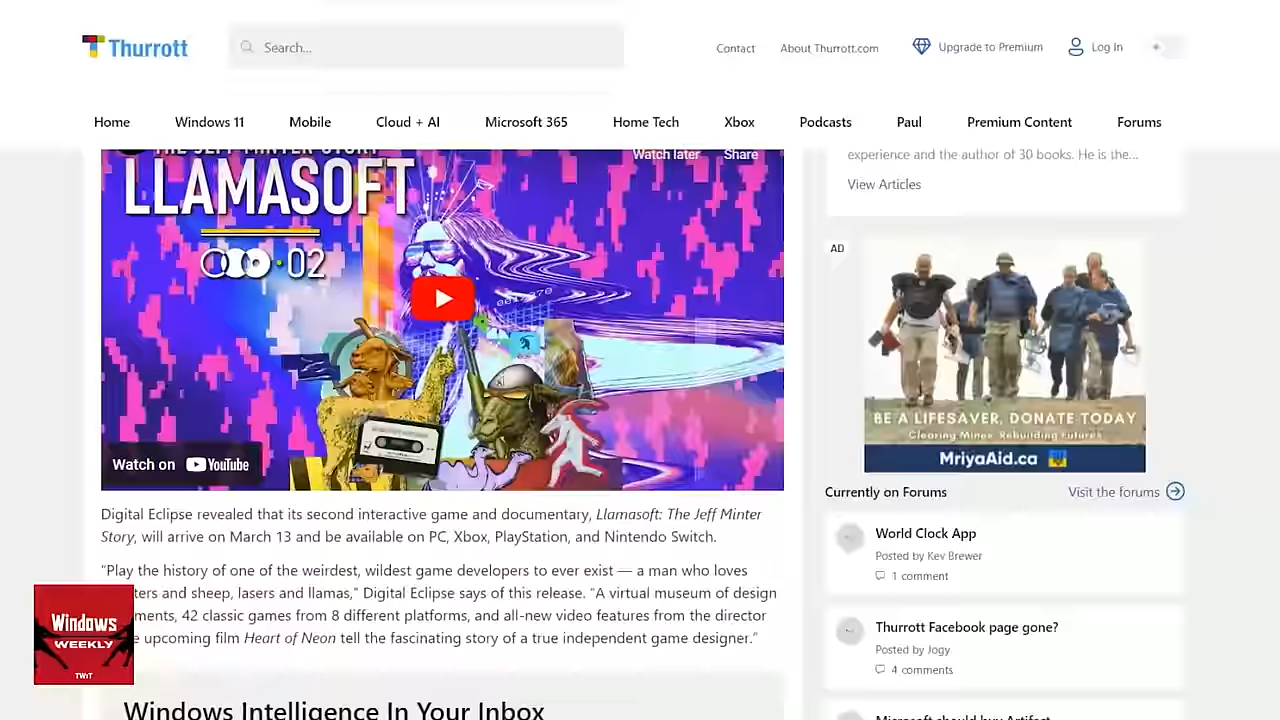 Thurrott
Search...
Contact
About Thurrott.com
Upgrade to Premium
Log In
Home
Windows 11
Mobile
Cloud + AI
Microsoft 365
Home Tech
Xbox
Podcasts
Paul
Premium Content
Forums
THE JEFF MINTER STORY
LLAMASOFT
02
Watch later
Share
Watch on YouTube
Digital Eclipse revealed that its second interactive game and documentary, Llamasoft: The Jeff Minter
Story, will arrive on March 13 and be available on PC, Xbox, PlayStation, and Nintendo Switch.
“Play the history of one of the weirdest, wildest game developers to ever exist — a man who loves
ters and sheep, lasers and llamas,” Digital Eclipse says of this release. “A virtual museum of design
ments, 42 classic games from 8 different platforms, and all-new video features from the director
e upcoming film Heart of Neon tell the fascinating story of a true independent game designer.”
Windows Intelligence In Your Inbox
experience and the author of 30 books. He is the...
View Articles
AD
BE A LIFESAVER, DONATE TODAY
Clearing Mines. Rebuilding Futures
MriyaAid.ca
Currently on Forums
Visit the forums
World Clock App
Posted by Kev Brewer
1 comment
Thurrott Facebook page gone?
Posted by Jogy
4 comments
Microsoft should buy Artifact
Windows
WEEKLY
TWiT